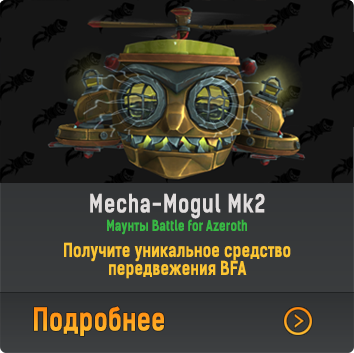 Mecha-Mogul Mk2
Маунты Battle for Azeroth
Получите уникальное средство
передвежения BFA
Подробнее